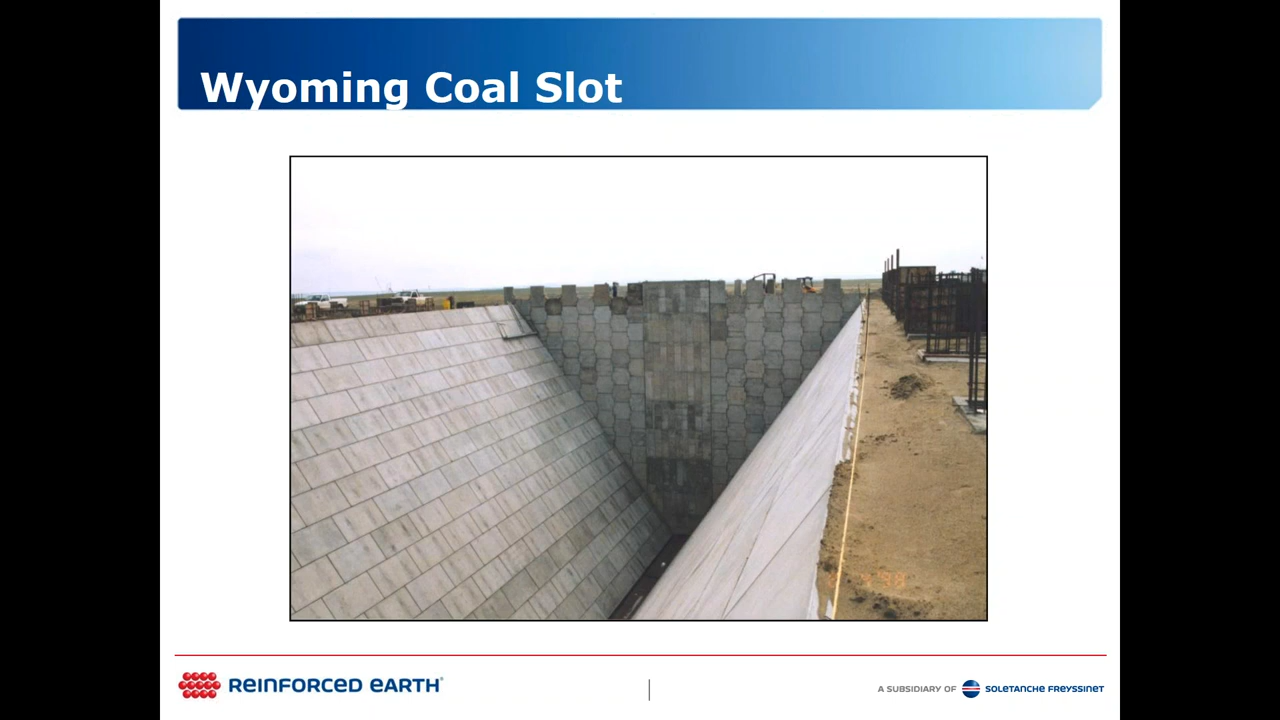 Wyoming Coal Slot
REINFORCED EARTH®
A SUBSIDIARY OF SOLETANCHE FREYSSINET